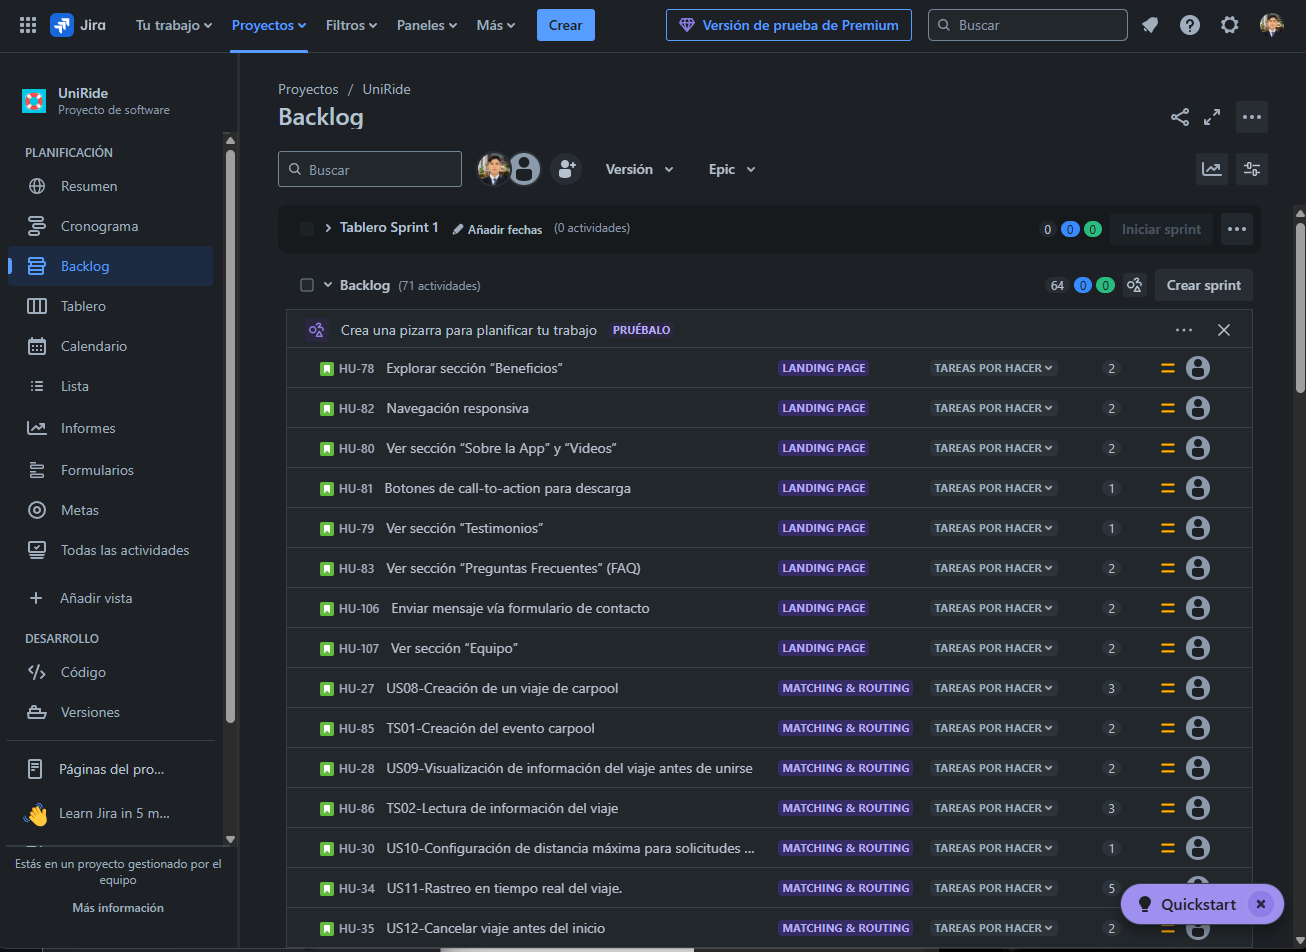 Jira
Tu trabajo
Proyectos
Filtros
Paneles
Más
Crear
Versión de prueba de Premium
Buscar
UniRide
Proyecto de software
PLANIFICACIÓN
Resumen
Cronograma
Backlog
Tablero
Calendario
Lista
Informes
Formularios
Metas
Todas las actividades
Añadir vista
DESARROLLO
Código
Versiones
Páginas del pro...
Learn Jira in 5 m...
Estás en un proyecto gestionado por el
equipo
Más información
Proyectos / UniRide
Backlog
Buscar
Versión
Epic
Tablero Sprint 1 Añadir fechas (0 actividades) 0 0 0 Iniciar sprint
Backlog (71 actividades) 64 0 0 Crear sprint
Crea una pizarra para planificar tu trabajo PRUÉBALO
HU-78 Explorar sección “Beneficios” LANDING PAGE TAREAS POR HACER 2
HU-82 Navegación responsiva LANDING PAGE TAREAS POR HACER 2
HU-80 Ver sección “Sobre la App” y “Videos” LANDING PAGE TAREAS POR HACER 2
HU-81 Botones de call-to-action para descarga LANDING PAGE TAREAS POR HACER 1
HU-79 Ver sección “Testimonios” LANDING PAGE TAREAS POR HACER 1
HU-83 Ver sección “Preguntas Frecuentes” (FAQ) LANDING PAGE TAREAS POR HACER 2
HU-106 Enviar mensaje vía formulario de contacto LANDING PAGE TAREAS POR HACER 2
HU-107 Ver sección “Equipo” LANDING PAGE TAREAS POR HACER 2
HU-27 US08-Creación de un viaje de carpool MATCHING & ROUTING TAREAS POR HACER 3
HU-85 TS01-Creación del evento carpool MATCHING & ROUTING TAREAS POR HACER 2
HU-28 US09-Visualización de información del viaje antes de unirse MATCHING & ROUTING TAREAS POR HACER 2
HU-86 TS02-Lectura de información del viaje MATCHING & ROUTING TAREAS POR HACER 3
HU-30 US10-Configuración de distancia máxima para solicitudes ... MATCHING & ROUTING TAREAS POR HACER 1
HU-34 US11-Rastreo en tiempo real del viaje. MATCHING & ROUTING TAREAS POR HACER 5
HU-35 US12-Cancelar viaje antes del inicio MATCHING & ROUTING TAREAS POR HACER 2
Quickstart